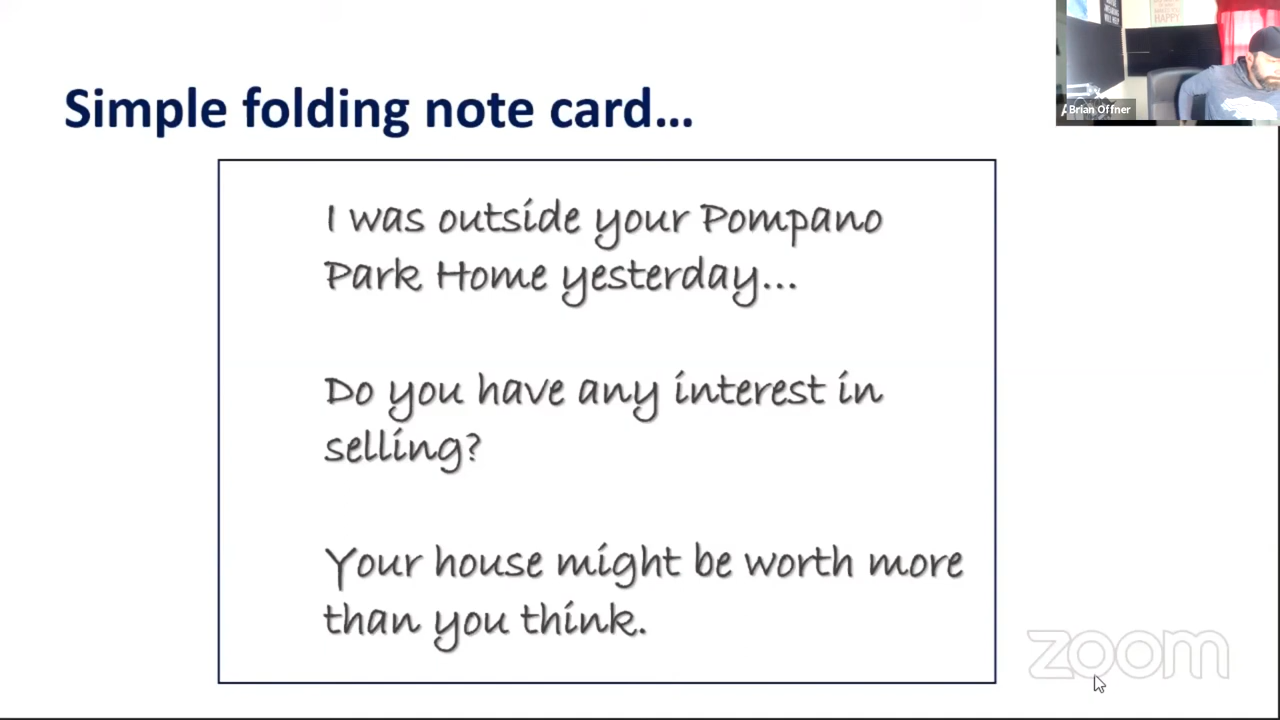 Simple folding note card...
I was outside your Pompano
Park Home yesterday...
Do you have any interest in
selling?
Your house might be worth more
than you think.
HAPPY
Brian Offner
zoom